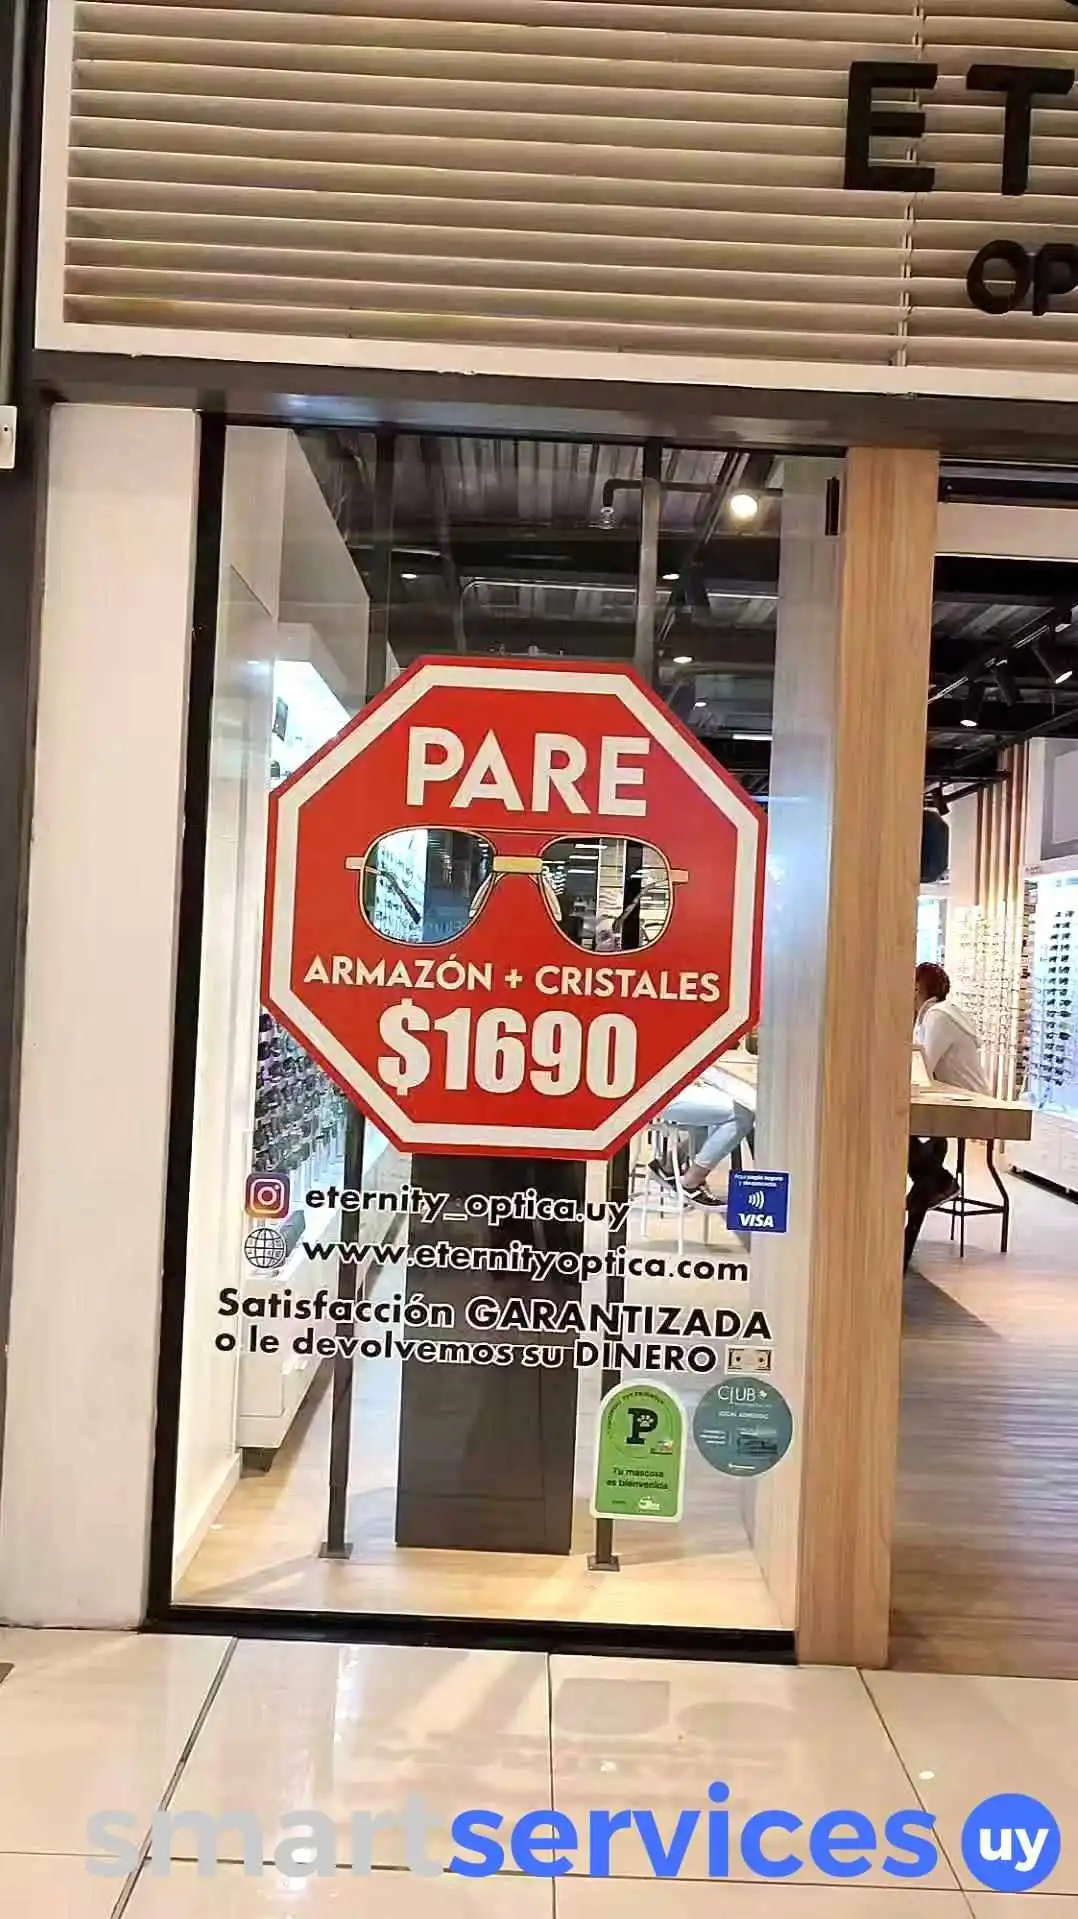 ET
OP
PARE
ARMAZÓN + CRISTALES
$1690
eternity_optica.uy
www.eternityoptica.com
VISA
Satisfacción GARANTIZADA
o le devolvemos su DINERO
CLUB
P
Tu mascota
es bienvenida
smartservices uy